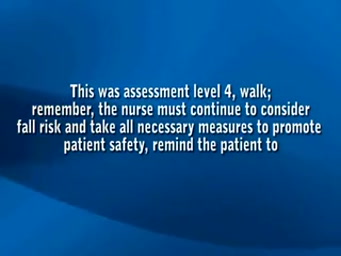 This was assessment level 4, walk;
remember, the nurse must continue to consider
fall risk and take all necessary measures to promote
patient safety, remind the patient to